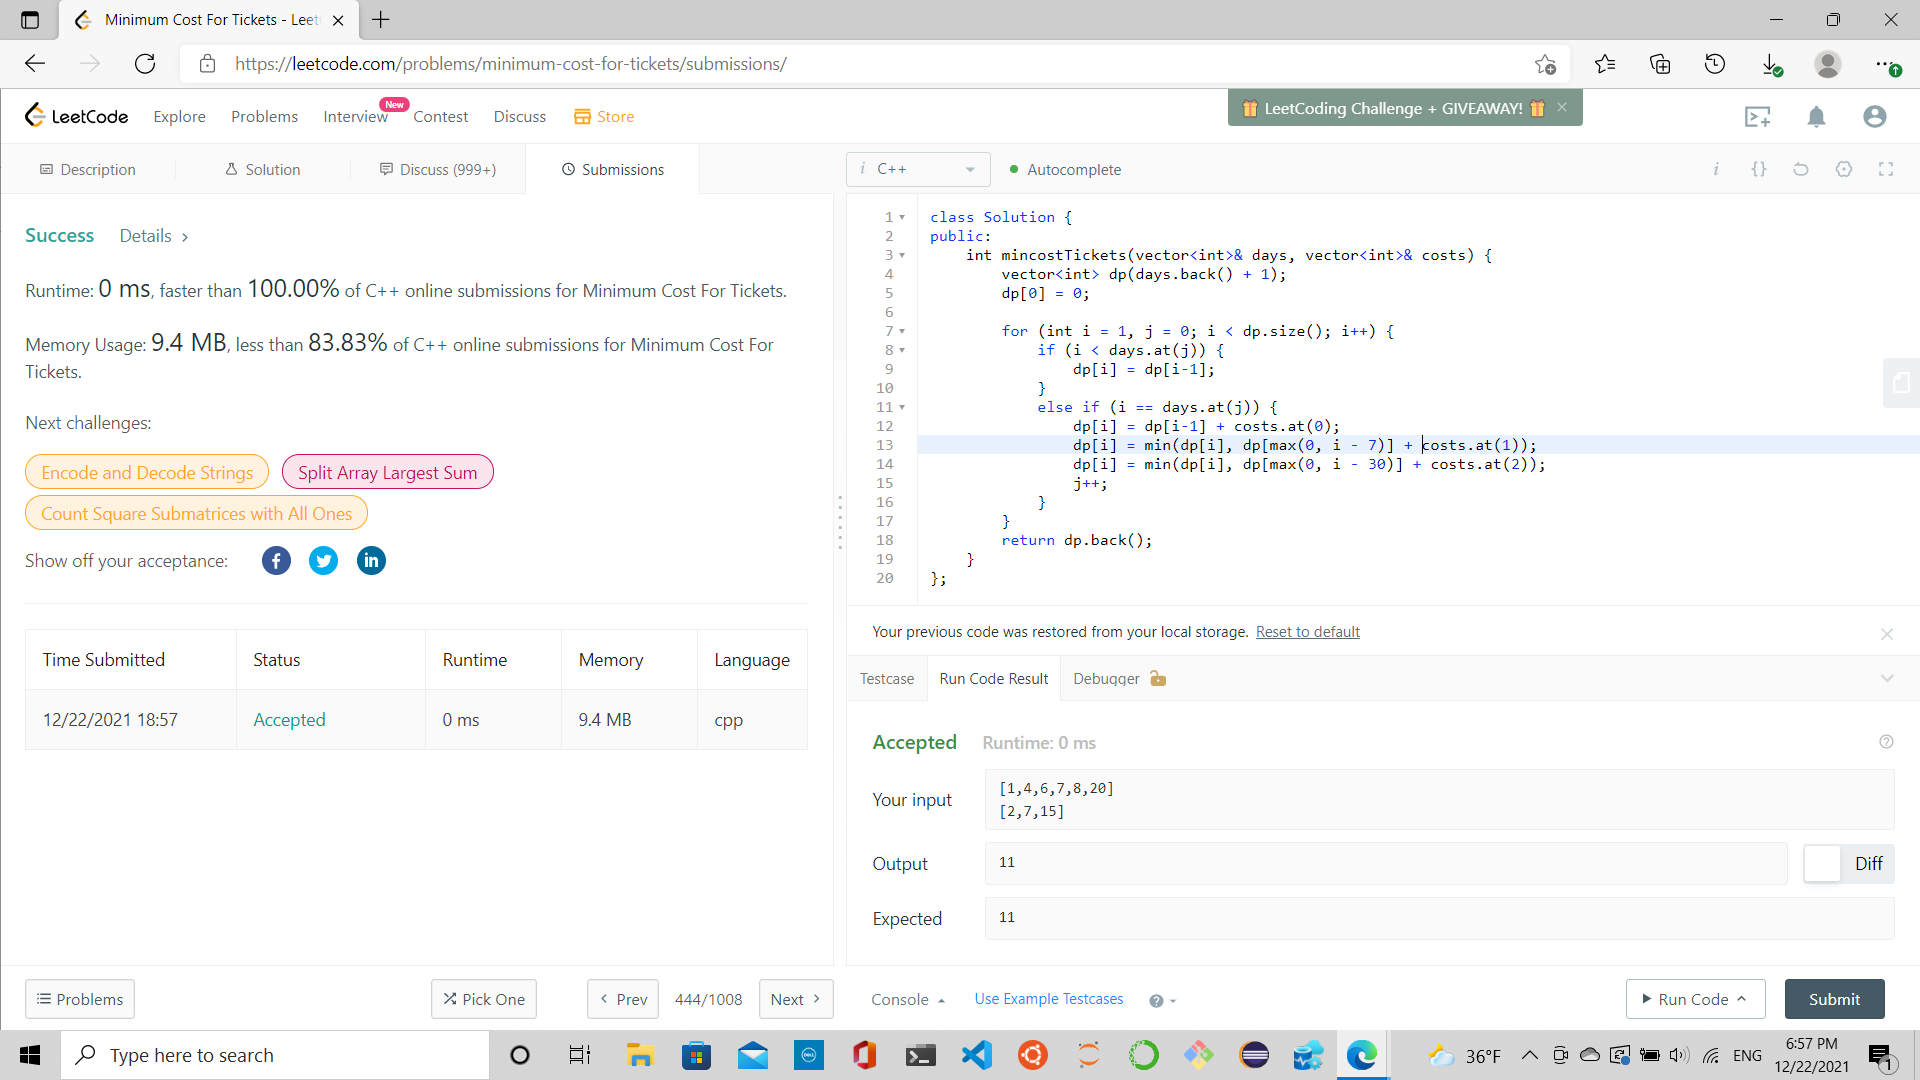 Minimum Cost For Tickets - Leet
https://leetcode.com/problems/minimum-cost-for-tickets/submissions/
LeetCode Explore Problems Interview New Contest Discuss Store
LeetCoding Challenge + GIVEAWAY!
Description Solution Discuss (999+) Submissions
i C++ Autocomplete
Success Details >
Runtime: 0 ms, faster than 100.00% of C++ online submissions for Minimum Cost For Tickets.
Memory Usage: 9.4 MB, less than 83.83% of C++ online submissions for Minimum Cost For
Tickets.
Next challenges:
Encode and Decode Strings Split Array Largest Sum
Count Square Submatrices with All Ones
Show off your acceptance:
Time Submitted Status Runtime Memory Language
12/22/2021 18:57 Accepted 0 ms 9.4 MB cpp
1 class Solution {
2 public:
3 int mincostTickets(vector<int>& days, vector<int>& costs) {
4 vector<int> dp(days.back() + 1);
5 dp[0] = 0;
6
7 for (int i = 1, j = 0; i < dp.size(); i++) {
8 if (i < days.at(j)) {
9 dp[i] = dp[i-1];
10 }
11 else if (i == days.at(j)) {
12 dp[i] = dp[i-1] + costs.at(0);
13 dp[i] = min(dp[i], dp[max(0, i - 7)] + costs.at(1));
14 dp[i] = min(dp[i], dp[max(0, i - 30)] + costs.at(2));
15 j++;
16 }
17 }
18 return dp.back();
19 }
20 };
Your previous code was restored from your local storage. Reset to default
Testcase Run Code Result Debugger
Accepted Runtime: 0 ms
Your input
[1,4,6,7,8,20]
[2,7,15]
Output 11 Diff
Expected 11
Problems Pick One < Prev 444/1008 Next >
Console Use Example Testcases Run Code Submit
Type here to search
DELL
in
36°F ENG 6:57 PM
12/22/2021
1